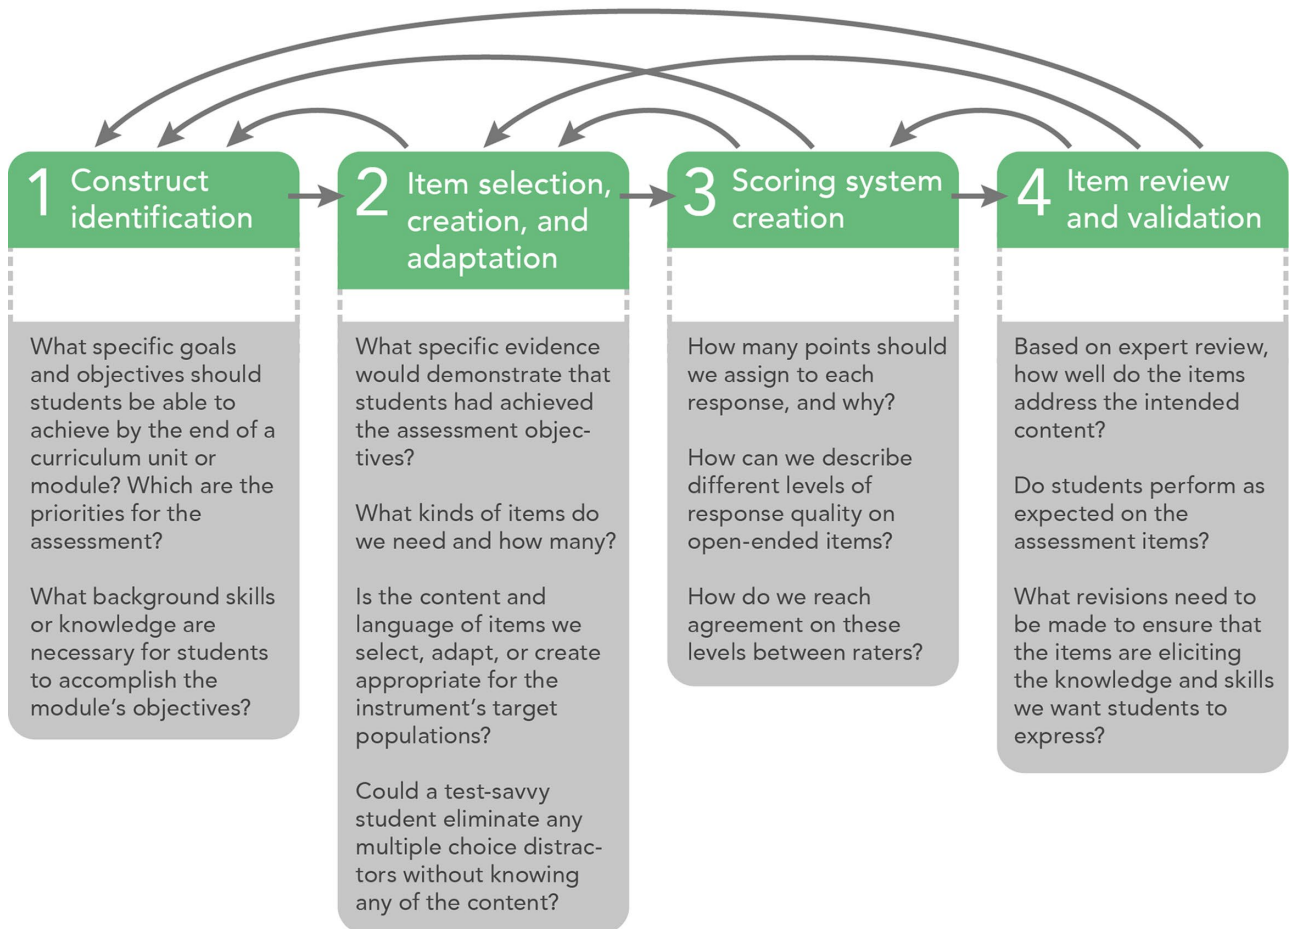 1 Construct
identification
2 Item selection,
creation, and
adaptation
3 Scoring system
creation
4 Item review
and validation
What specific goals
and objectives should
students be able to
achieve by the end of a
curriculum unit or
module? Which are the
priorities for the
assessment?
What background skills
or knowledge are
necessary for students
to accomplish the
module’s objectives?
What specific evidence
would demonstrate that
students had achieved
the assessment objec-
tives?
What kinds of items do
we need and how many?
Is the content and
language of items we
select, adapt, or create
appropriate for the
instrument’s target
populations?
Could a test-savvy
student eliminate any
multiple choice distrac-
tors without knowing
any of the content?
How many points should
we assign to each
response, and why?
How can we describe
different levels of
response quality on
open-ended items?
How do we reach
agreement on these
levels between raters?
Based on expert review,
how well do the items
address the intended
content?
Do students perform as
expected on the
assessment items?
What revisions need to
be made to ensure that
the items are eliciting
the knowledge and skills
we want students to
express?